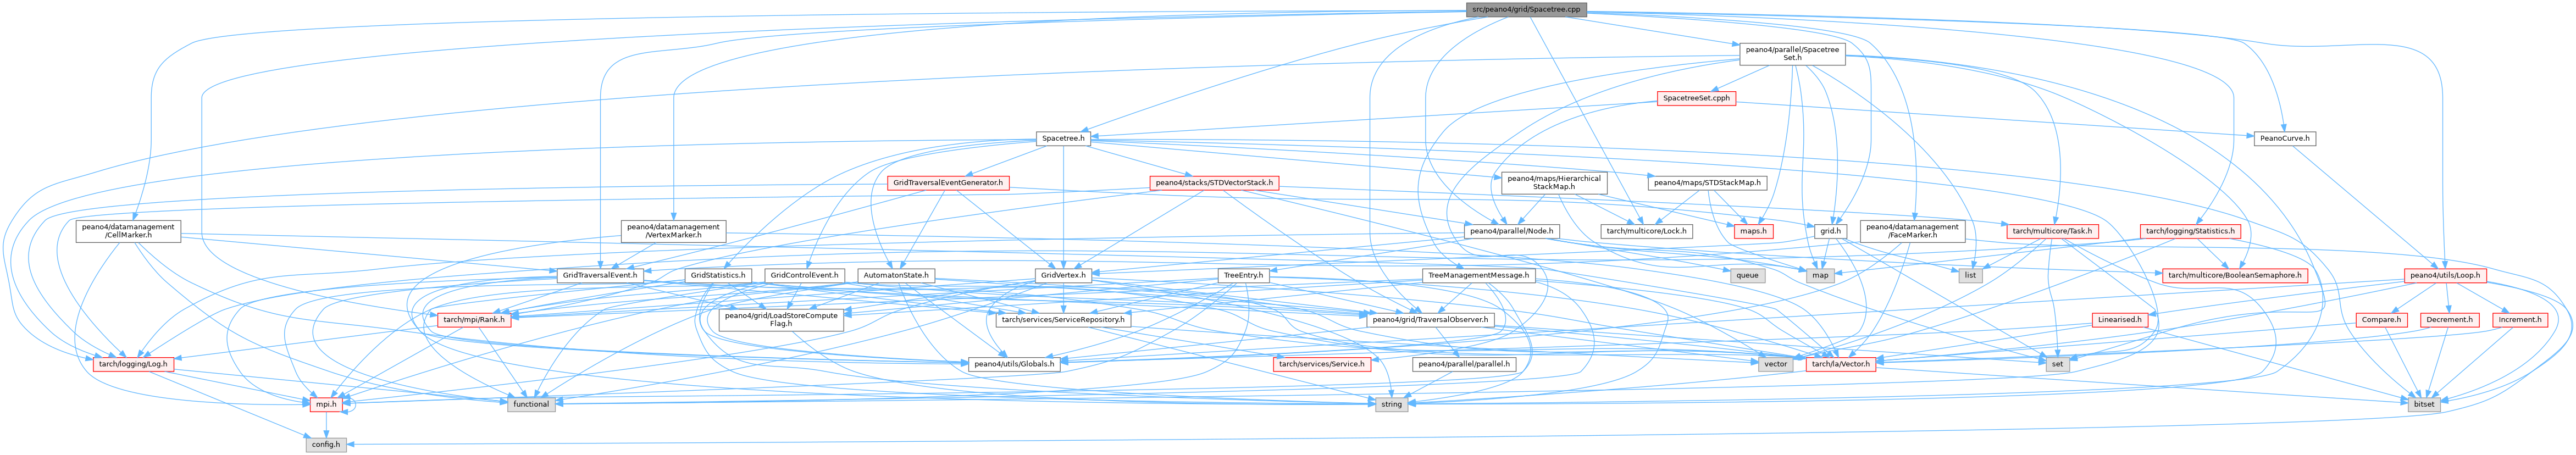 src/peano4/grid/Spacetree.cpp
peano4/parallel/Spacetree
Set.h
SpacetreeSet.cpph
Spacetree.h
PeanoCurve.h
GridTraversalEventGenerator.h
peano4/stacks/STDVectorStack.h
peano4/maps/Hierarchical
StackMap.h
peano4/maps/STDStackMap.h
peano4/datamanagement
/CellMarker.h
peano4/datamanagement
/VertexMarker.h
peano4/parallel/Node.h
tarch/multicore/Lock.h
maps.h
peano4/datamanagement
/FaceMarker.h
grid.h
tarch/multicore/Task.h
tarch/logging/Statistics.h
GridTraversalEvent.h
GridStatistics.h
GridControlEvent.h
AutomatonState.h
GridVertex.h
TreeEntry.h
TreeManagementMessage.h
queue
map
list
tarch/multicore/BooleanSemaphore.h
peano4/utils/Loop.h
tarch/mpi/Rank.h
peano4/grid/LoadStoreCompute
Flag.h
tarch/services/ServiceRepository.h
peano4/grid/TraversalObserver.h
Linearised.h
Compare.h
Decrement.h
Increment.h
tarch/logging/Log.h
peano4/utils/Globals.h
tarch/services/Service.h
peano4/parallel/parallel.h
vector
tarch/la/Vector.h
set
mpi.h
functional
string
string
bitset
config.h